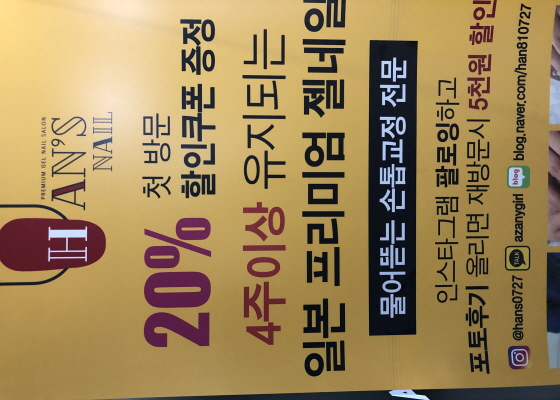 PREMIUM GEL NAIL SALON
HAN'S
NAIL
첫 방문
20% 할인쿠폰 증정
4주이상 유지되는
일본 프리미엄 젤네일
물어뜯는 손톱교정 전문
인스타그램 팔로잉하고
포토후기 올리면 재방문시 5천원 할인
@hans0727 TALK azanygirl blog blog.naver.com/han810727